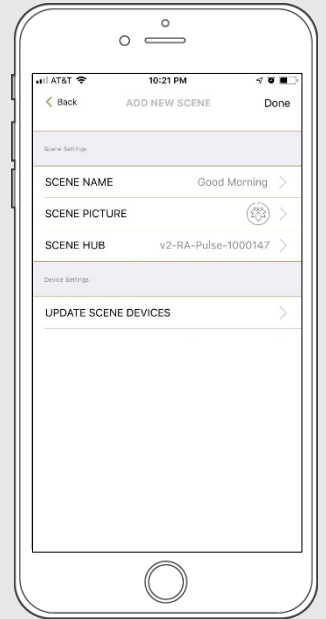 AT&T 10:21 PM
Back ADD NEW SCENE Done
Scene Settings
SCENE NAME Good Morning
SCENE PICTURE
SCENE HUB v2-RA-Pulse-1000147
Device Settings
UPDATE SCENE DEVICES